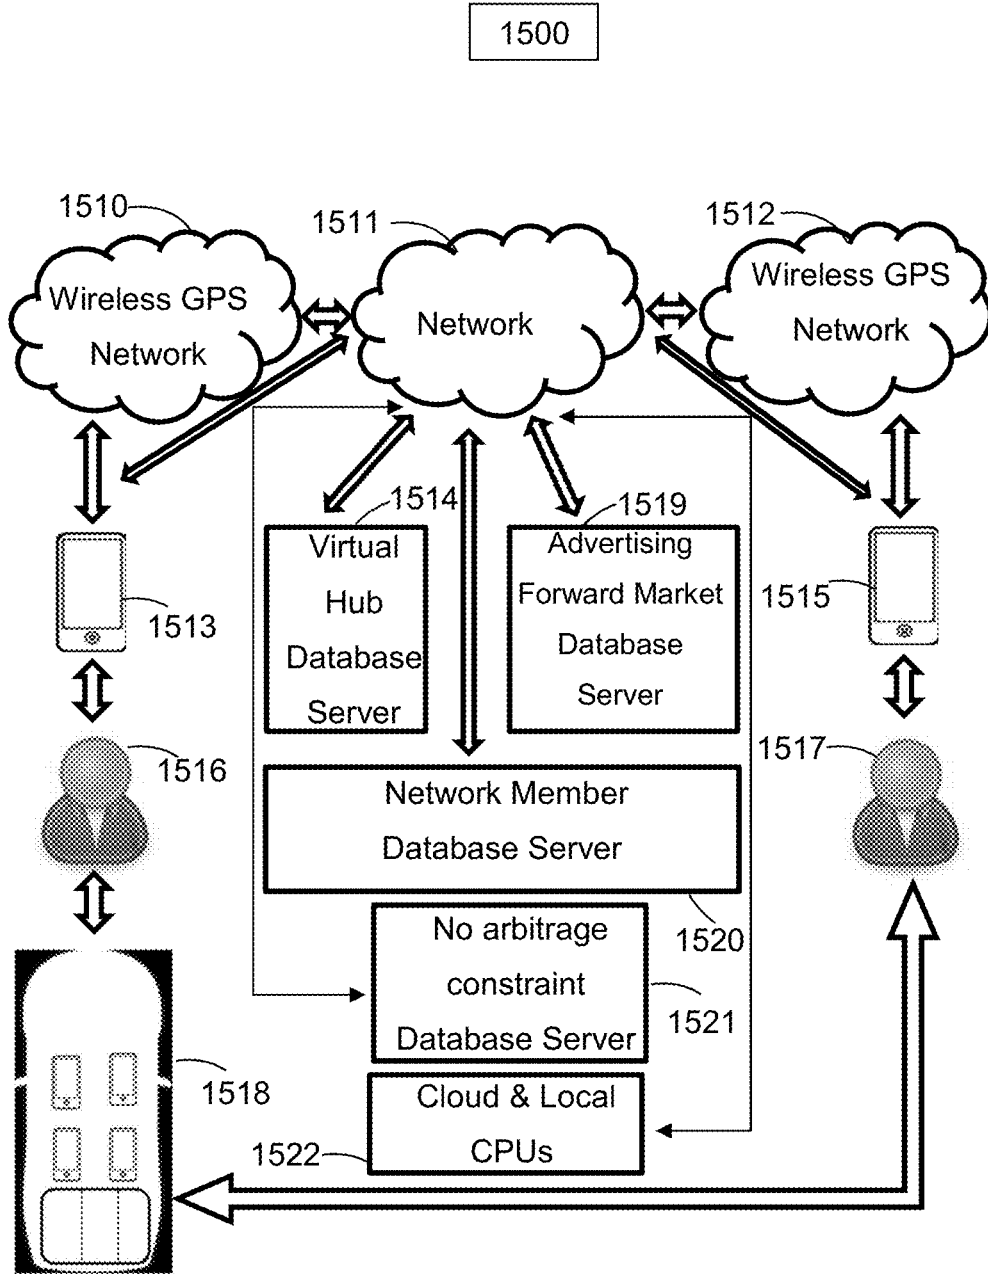 1500
1510
1511
1512
Wireless GPS
Network
Network
Wireless GPS
Network
1514
1519
Virtual
Hub
Database
Server
Advertising
Forward Market
Database
Server
1513
1515
1516
1517
Network Member
Database Server
1520
No arbitrage
constraint
Database Server
1521
1518
Cloud & Local
CPUs
1522